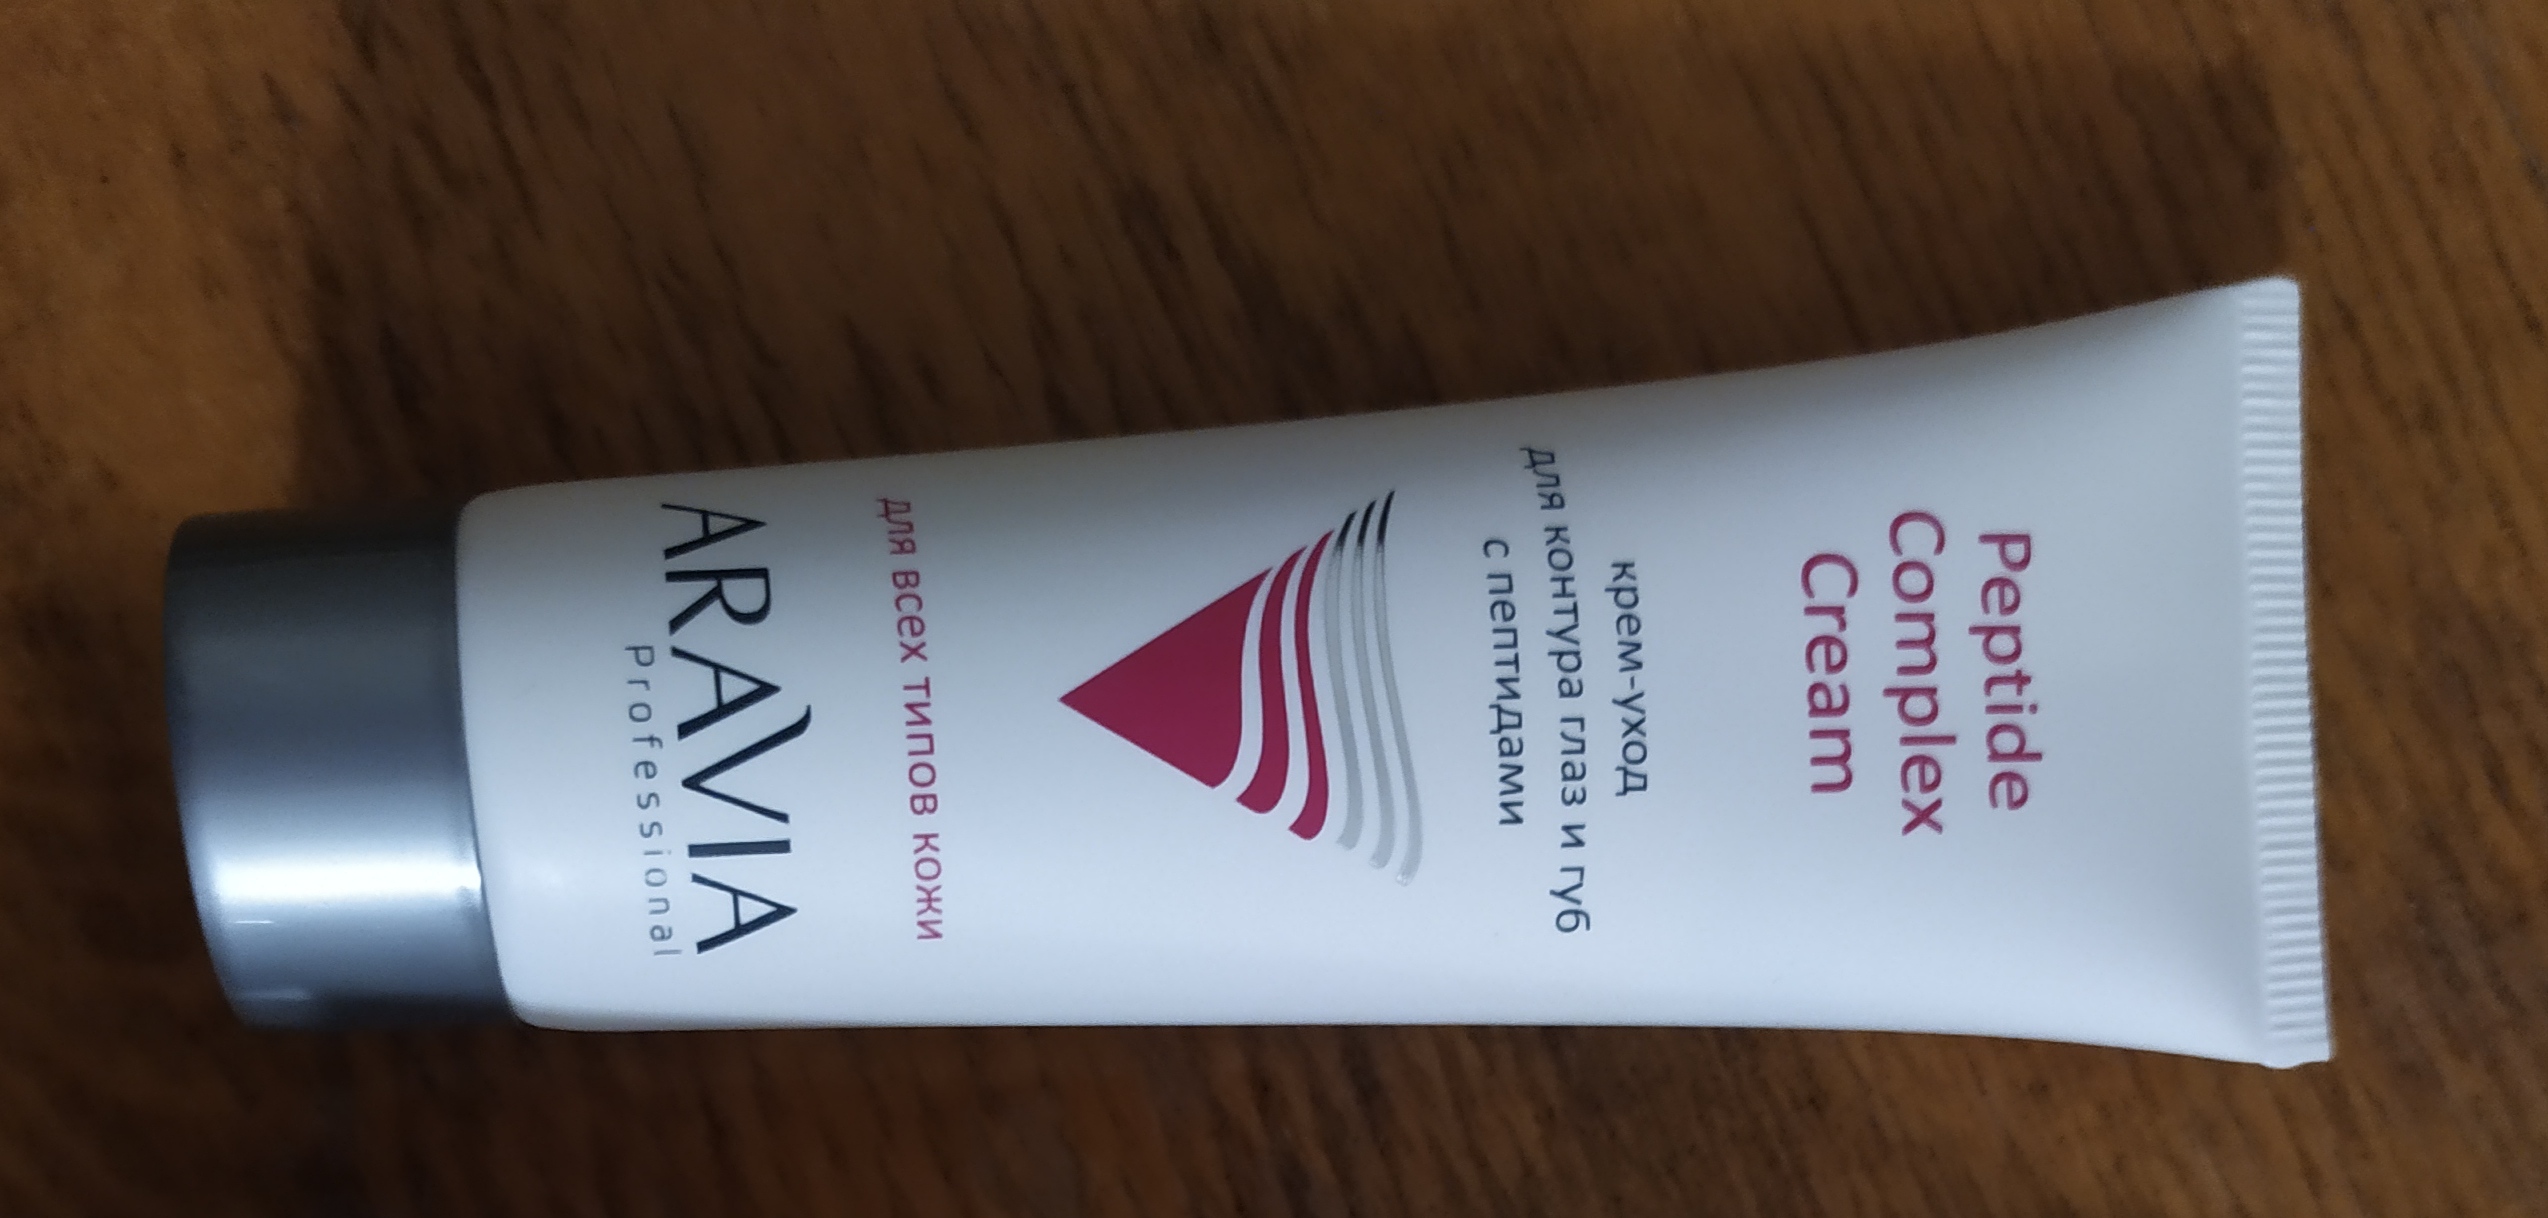 Peptide
Complex
Cream
крем-уход
для контура глаз и губ
с пептидами
для всех типов кожи
ARAVIA
Professional